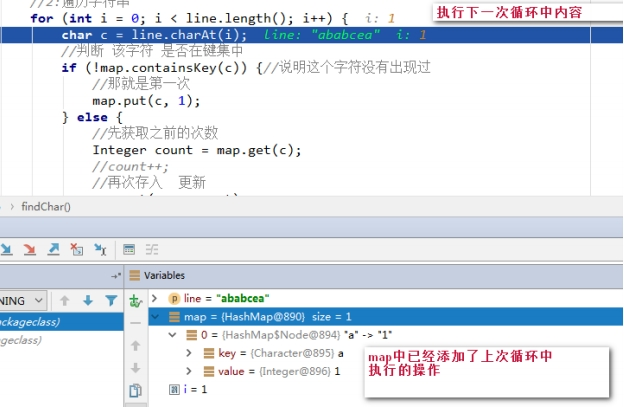 //2:遍历字符串
for (int i = 0; i < line.length(); i++) {  i: 1
执行下一次循环中内容
char c = line.charAt(i);  line: "ababcea"  i: 1
//判断 该字符 是否在键集中
if (!map.containsKey(c)) {//说明这个字符没有出现过
//那就是第一次
map.put(c, 1);
} else {
//先获取之前的次数
Integer count = map.get(c);
//count++;
//再次存入  更新
findChar()
Variables
NING
ackageclass)
ackageclass)
line = "ababcea"
map = {HashMap@890}  size = 1
0 = {HashMap$Node@894} "a" -> "1"
key = {Character@895} a
value = {Integer@896} 1
i = 1
map中已经添加了上次循环中
执行的操作